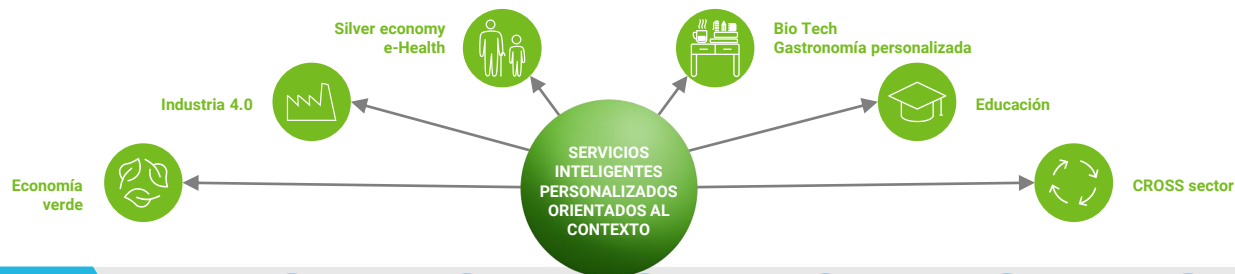 Silver economy
e-Health
Bio Tech
Gastronomía personalizada
Industria 4.0
Educación
Economía
verde
SERVICIOS
INTELIGENTES
PERSONALIZADOS
ORIENTADOS AL
CONTEXTO
CROSS sector